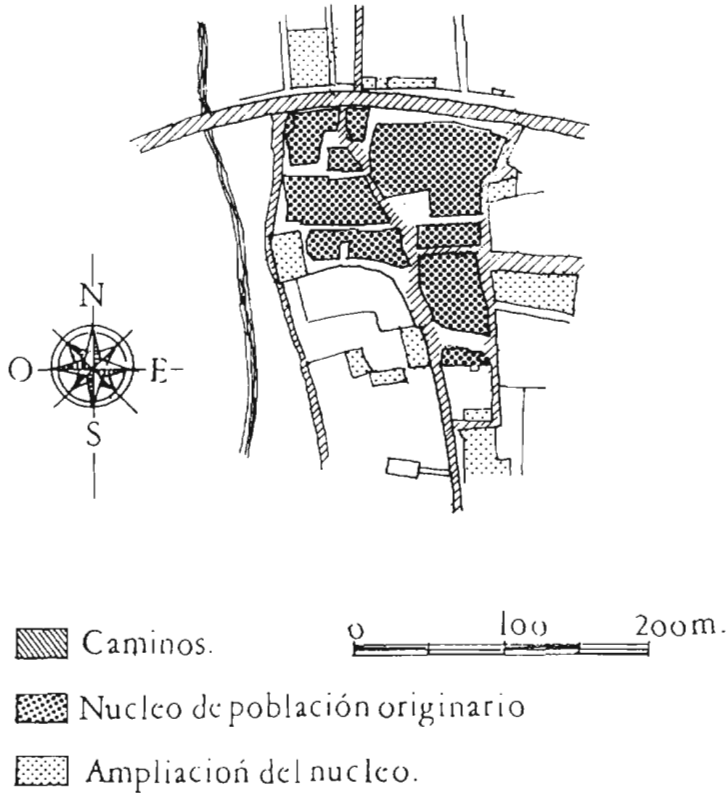 N
O E
S
0 100 200m.
Caminos.
Nucleo de población originario
Ampliación del nucleo.